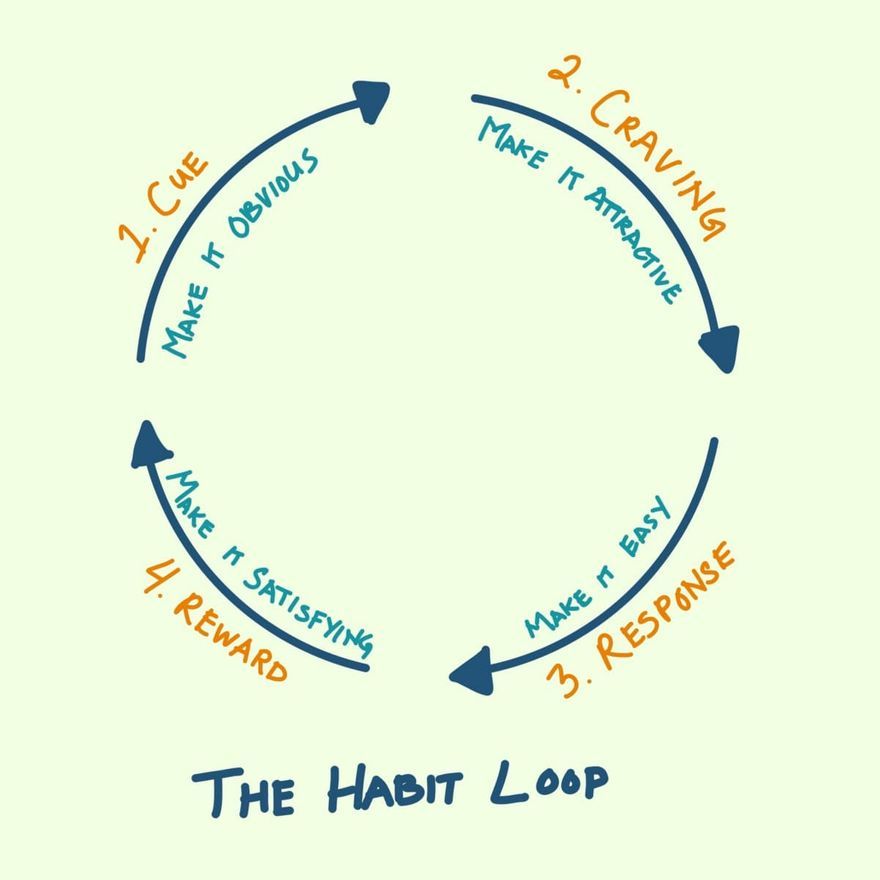 1. CUE
MAKE IT OBVIOUS
2. CRAVING
MAKE IT ATTRACTIVE
3. RESPONSE
MAKE IT EASY
4. REWARD
MAKE IT SATISFYING
THE HABIT LOOP